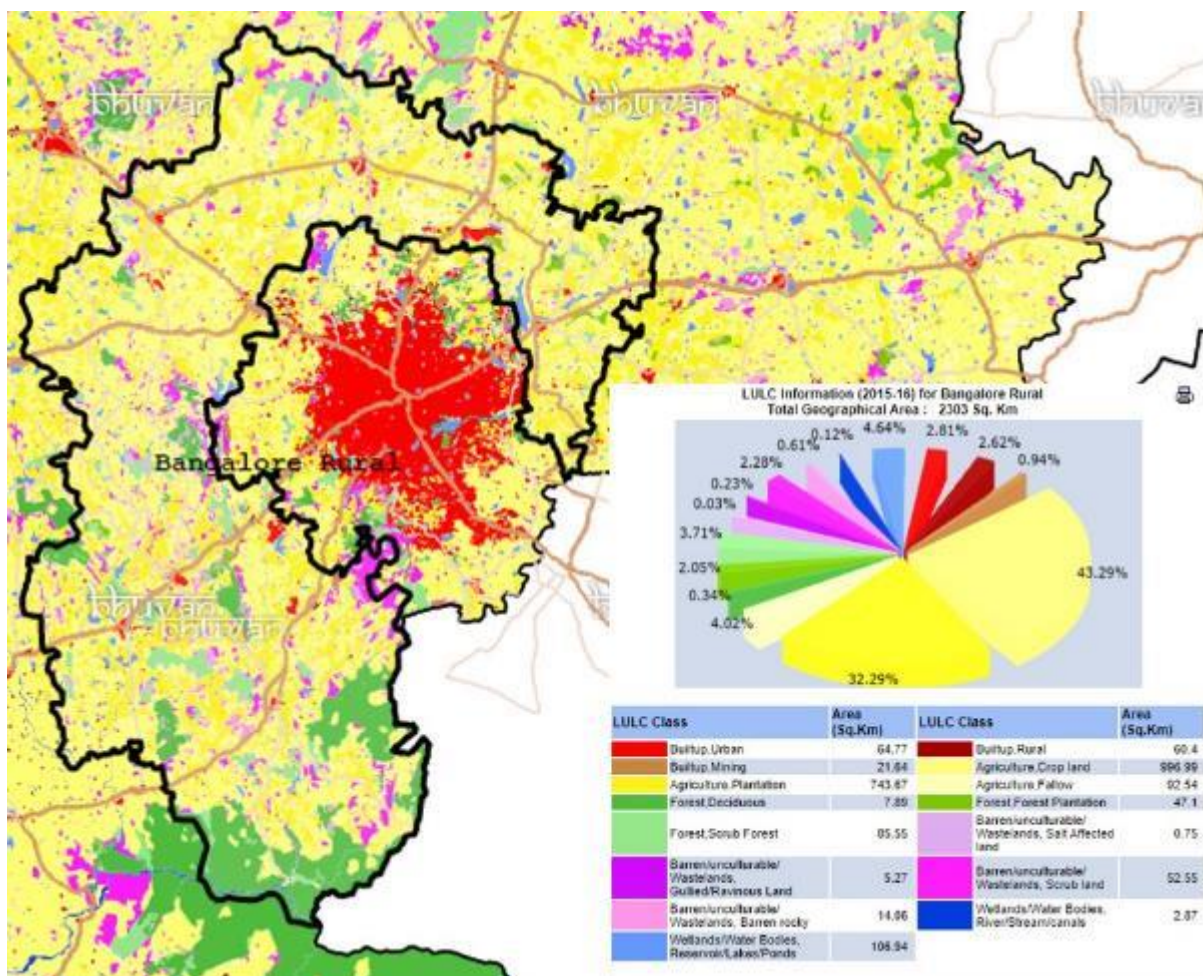 bhuvan
bhuvan
bhuvan
Bangalore Rural
bhuvan
bhuvan
LULC Information (2015-16) for Bangalore Rural
Total Geographical Area : 2303 Sq. Km
4.64%
2.81%
0.12%
2.62%
0.61%
0.94%
2.28%
0.23%
0.03%
3.71%
2.05%
0.34%
4.02%
43.29%
32.29%
LULC Class Area (Sq.Km) LULC Class Area (Sq.Km)
Builtup,Urban 64.77 Builtup,Rural 60.4
Builtup,Mining 21.64 Agriculture,Crop land 996.99
Agriculture,Plantation 743.67 Agriculture,Fallow 92.54
Forest,Deciduous 7.89 Forest,Forest Plantation 47.1
Forest,Scrub Forest 85.55 Barren/unculturable/ Wastelands, Salt Affected land 0.75
Barren/unculturable/ Wastelands, Gullied/Ravinous Land 5.27 Barren/unculturable/ Wastelands, Scrub land 52.55
Barren/unculturable/ Wastelands, Barren rocky 14.06 Wetlands/Water Bodies, River/Stream/canals 2.87
Wetlands/Water Bodies, Reservoir/Lakes/Ponds 106.94